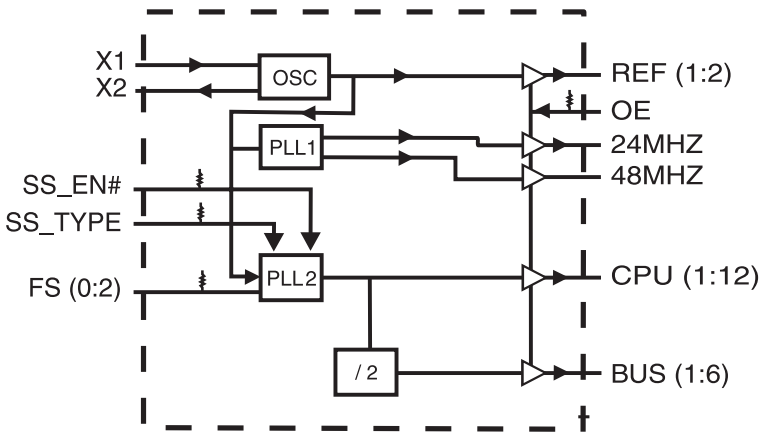 X1
X2
OSC
REF (1:2)
OE
PLL1
24MHZ
48MHZ
SS_EN#
SS_TYPE
FS (0:2)
PLL2
CPU (1:12)
/ 2
BUS (1:6)